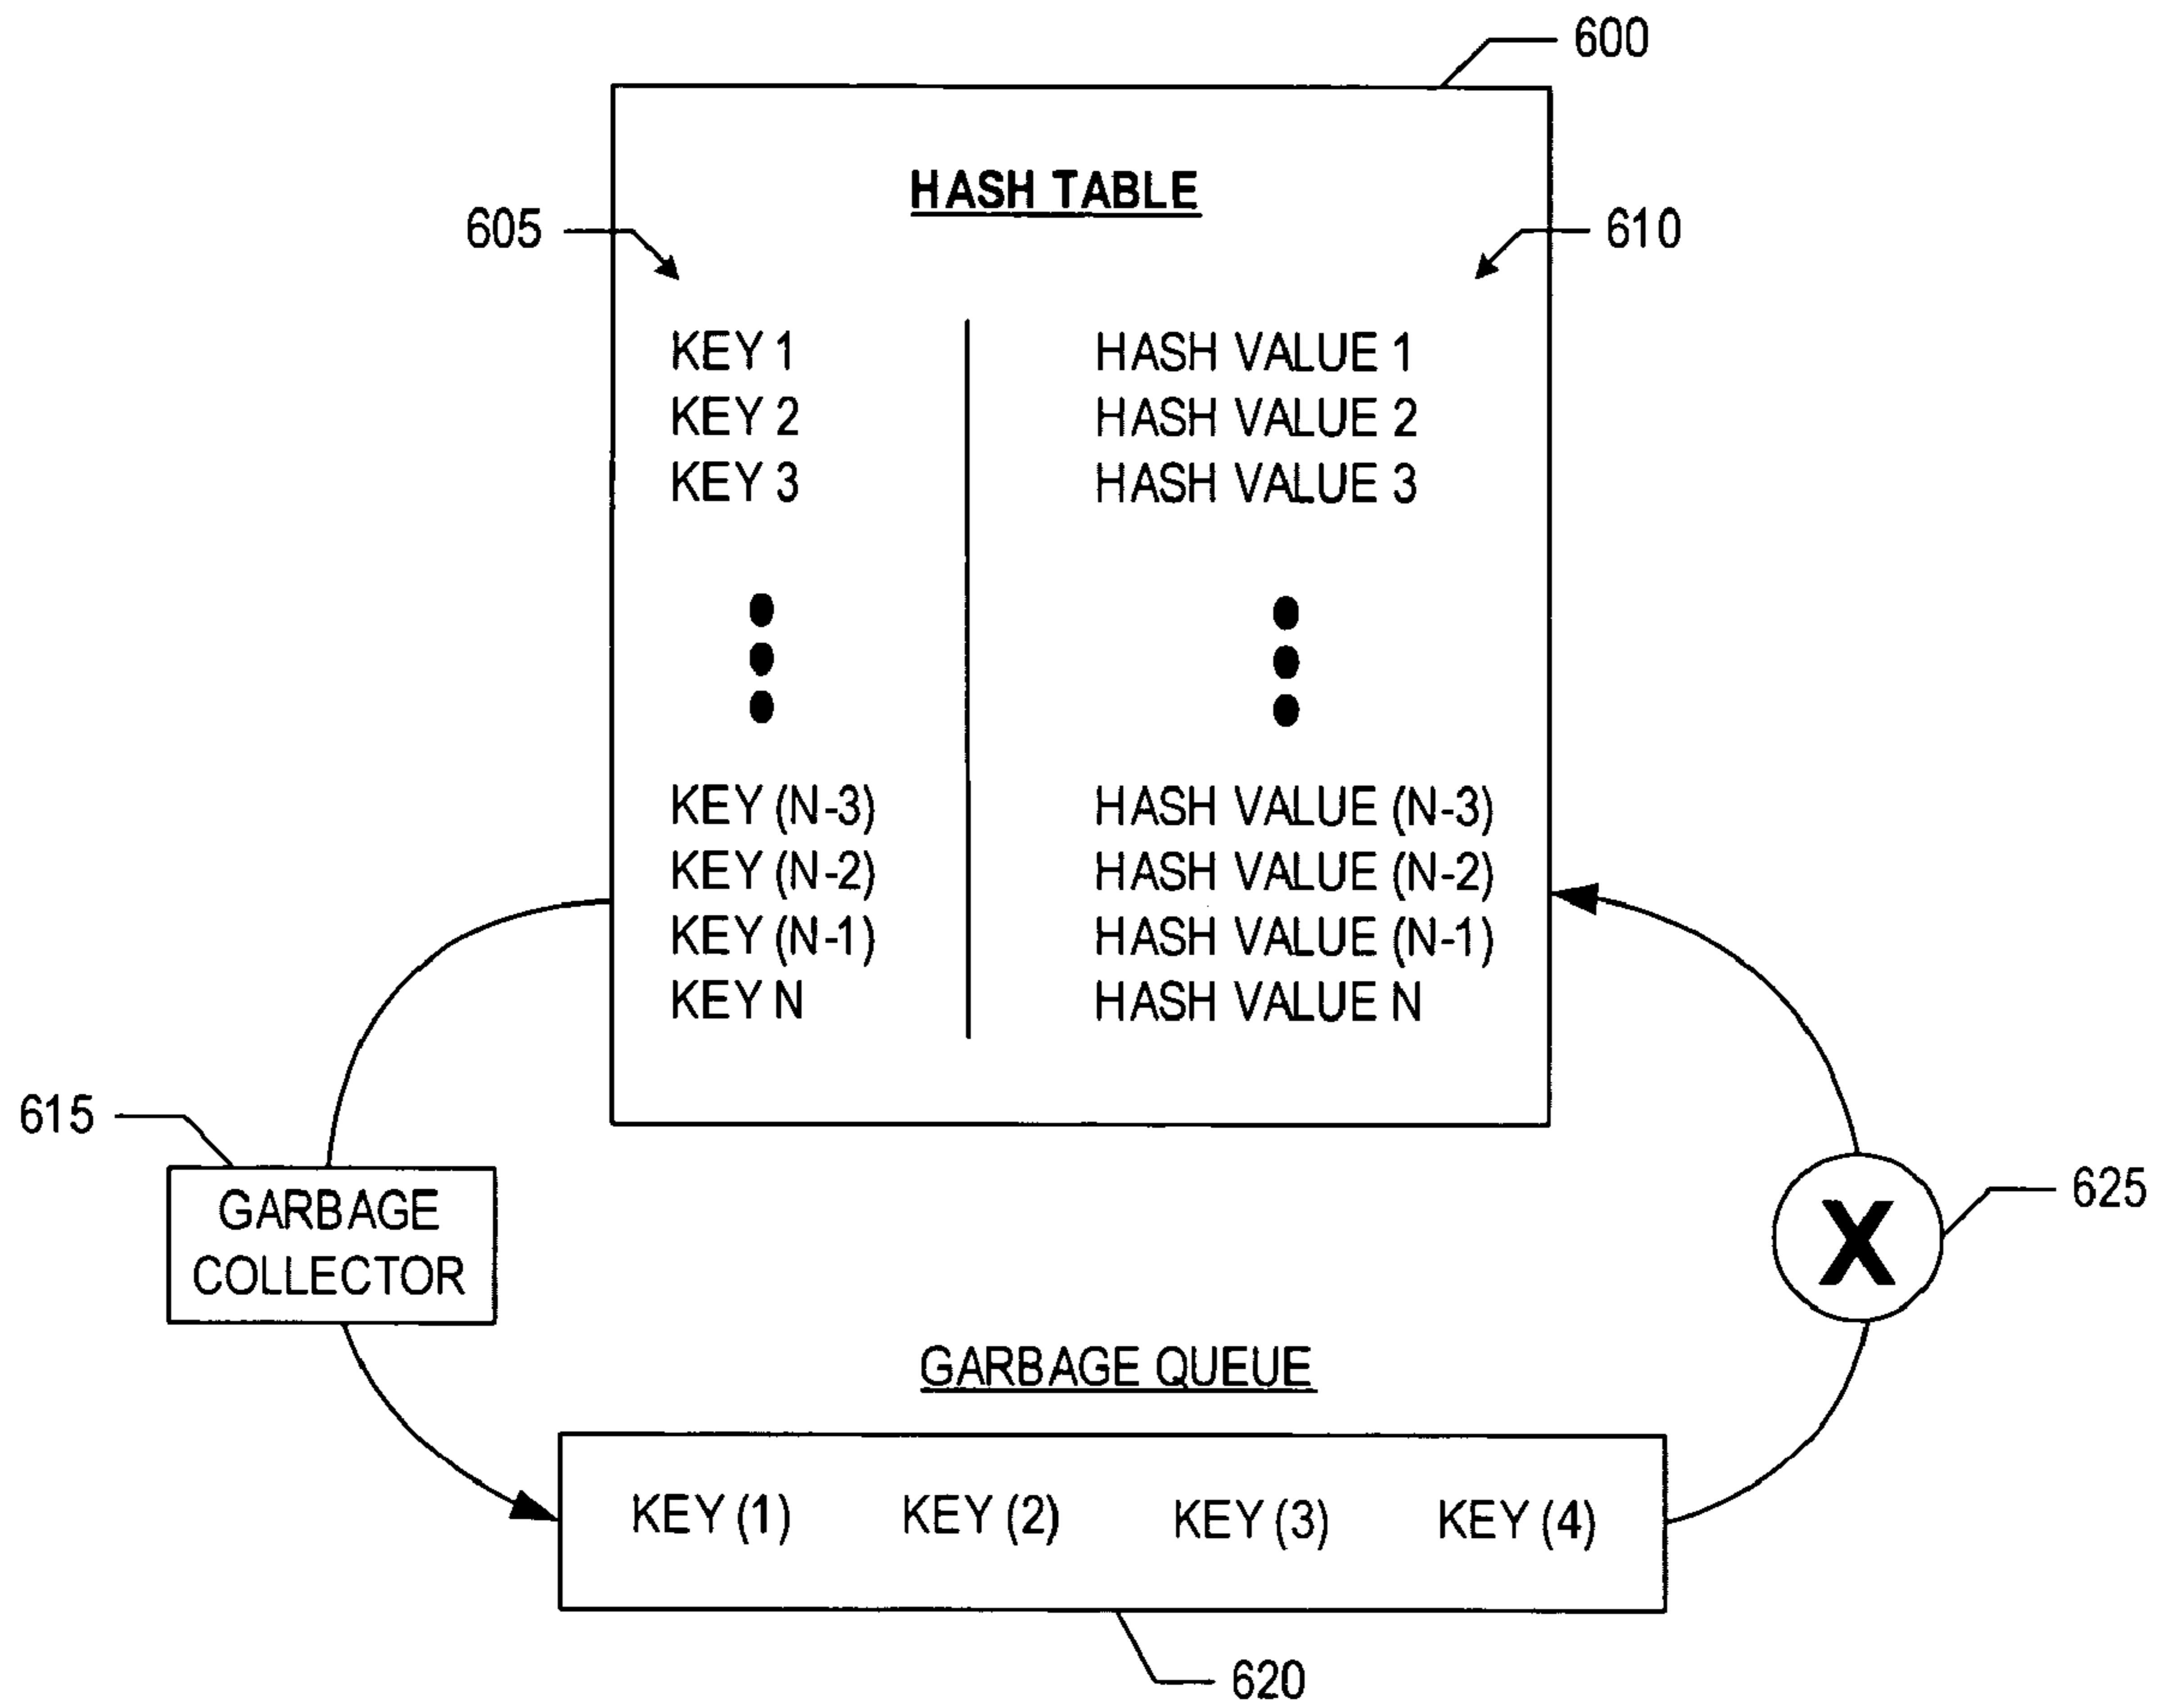 600
HASH TABLE
605
610
KEY 1 HASH VALUE 1
KEY 2 HASH VALUE 2
KEY 3 HASH VALUE 3
KEY (N-3) HASH VALUE (N-3)
KEY (N-2) HASH VALUE (N-2)
KEY (N-1) HASH VALUE (N-1)
KEY N HASH VALUE N
615
GARBAGE
COLLECTOR
625
X
GARBAGE QUEUE
KEY (1) KEY (2) KEY (3) KEY (4)
620